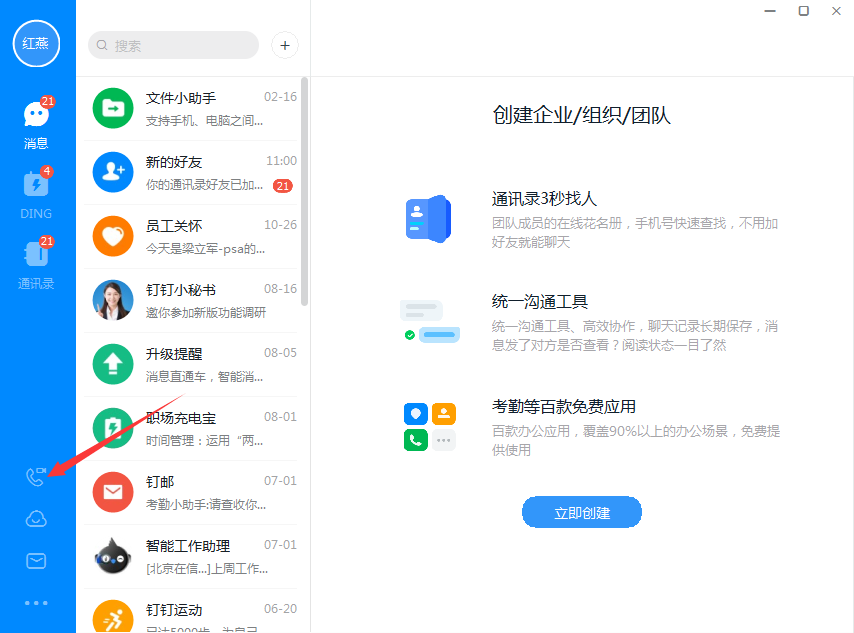 红燕
21
消息
4
DING
21
通讯录
搜索
文件小助手 02-16
支持手机、电脑之间...
新的好友 11:00
你的通讯录好友已加... 21
员工关怀 10-26
今天是梁立军-psa的...
钉钉小秘书 08-16
邀你参加新版功能调研
升级提醒 08-05
消息直通车，智能消...
职场充电宝 08-01
时间管理：运用“两...
钉邮 07-01
考勤小助手:请查收你...
智能工作助理 07-01
[北京在信...]上周工作...
钉钉运动 06-20
创建企业/组织/团队
通讯录3秒找人
团队成员的在线花名册，手机号快速查找，不用加
好友就能聊天
统一沟通工具
统一沟通工具、高效协作，聊天记录长期保存，消
息发了对方是否查看？阅读状态一目了然
考勤等百款免费应用
百款办公应用，覆盖90%以上的办公场景，免费提
供使用
立即创建